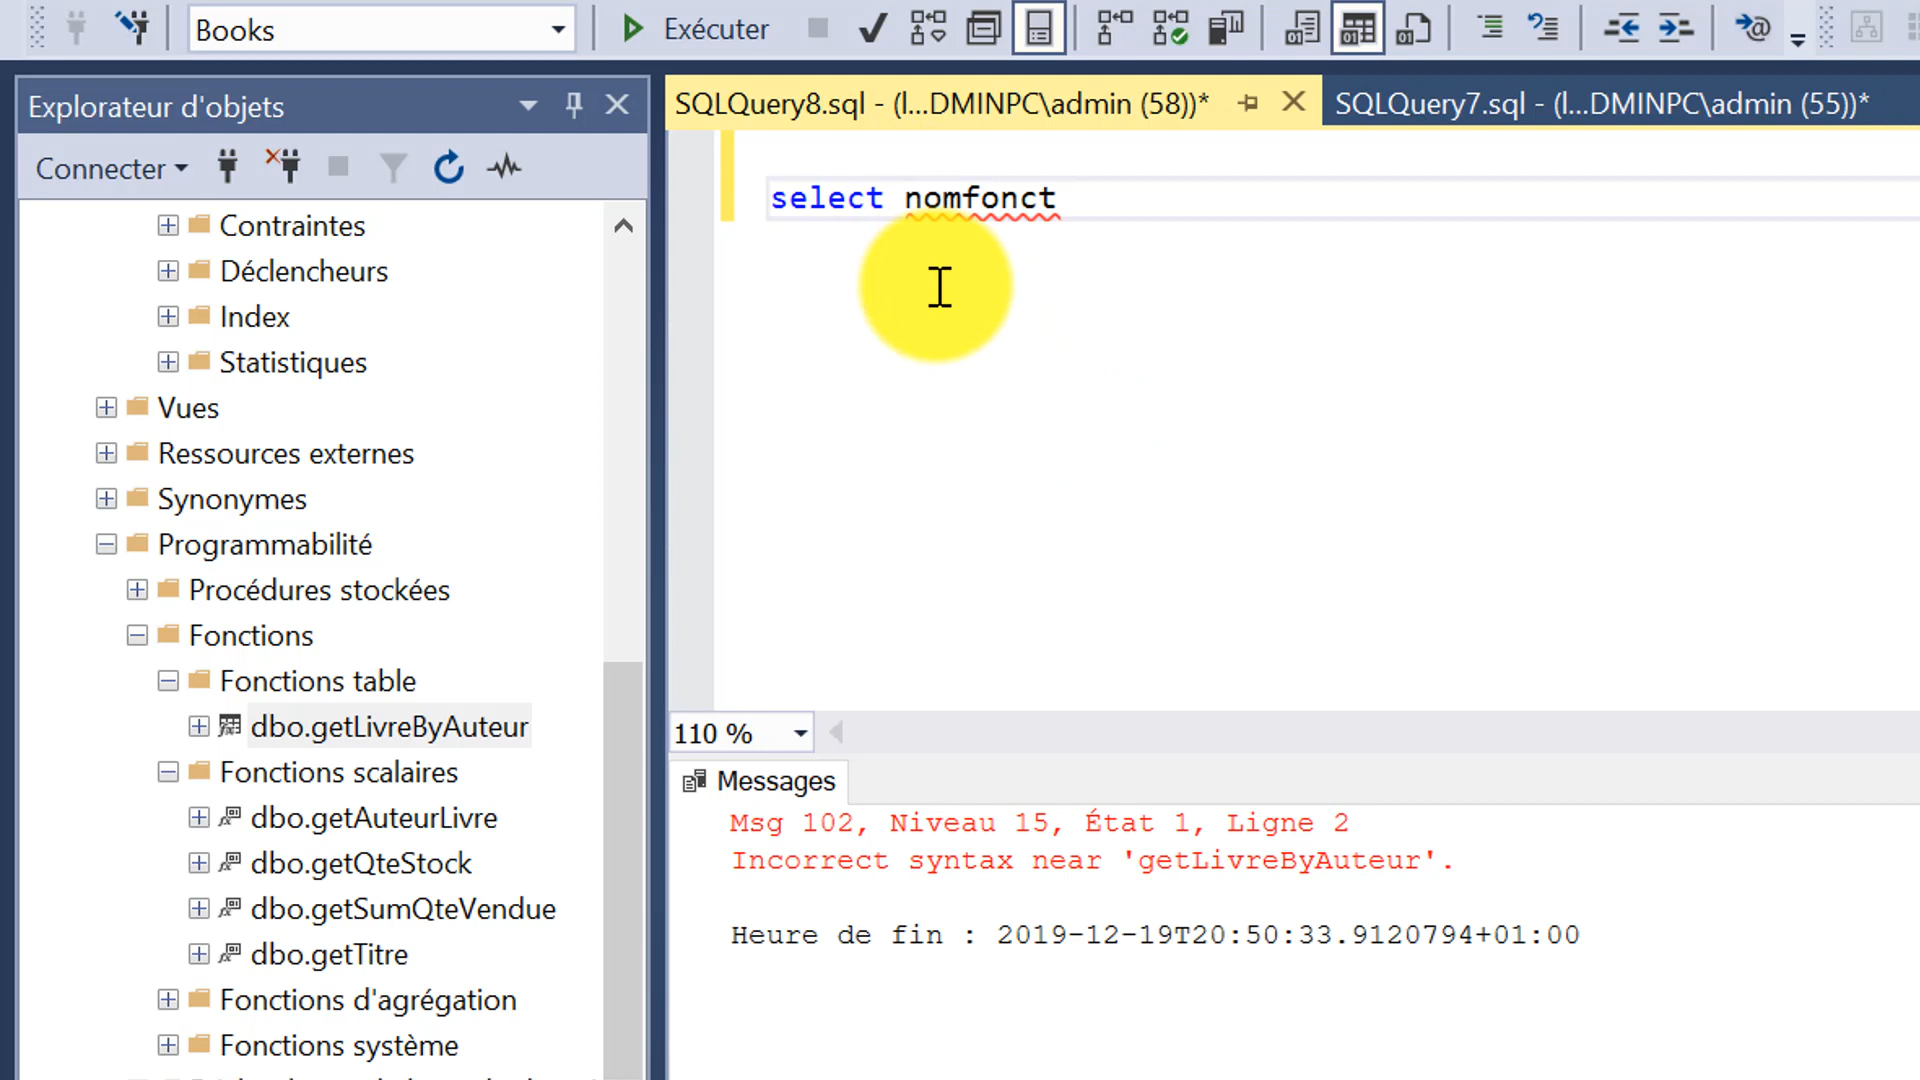 Books
Exécuter
Explorateur d'objets
Connecter
Contraintes
Déclencheurs
Index
Statistiques
Vues
Ressources externes
Synonymes
Programmabilité
Procédures stockées
Fonctions
Fonctions table
dbo.getLivreByAuteur
Fonctions scalaires
dbo.getAuteurLivre
dbo.getQteStock
dbo.getSumQteVendue
dbo.getTitre
Fonctions d'agrégation
Fonctions système
SQLQuery8.sql - (l...DMINPC\admin (58))*
SQLQuery7.sql - (l...DMINPC\admin (55))*
select nomfonct
110 %
Messages
Msg 102, Niveau 15, État 1, Ligne 2
Incorrect syntax near 'getLivreByAuteur'.
Heure de fin : 2019-12-19T20:50:33.9120794+01:00